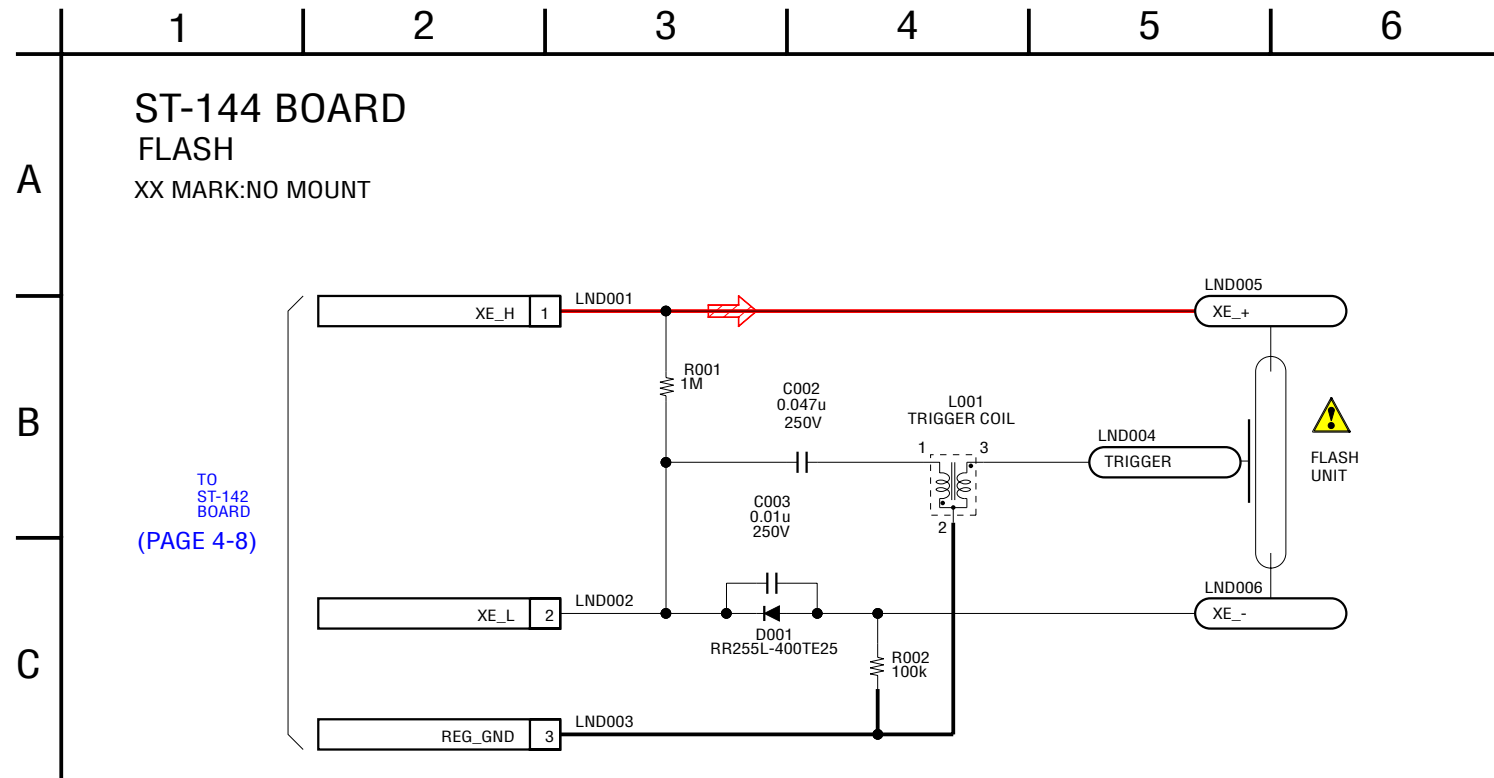 1 2 3 4 5 6
ST-144 BOARD
FLASH
XX MARK:NO MOUNT
A
B
C
LND001
XE_H 1
LND005
XE_+
R001
1M
C002
0.047u
250V
L001
TRIGGER COIL
1 3
2
LND004
TRIGGER
FLASH
UNIT
TO
ST-142
BOARD
(PAGE 4-8)
C003
0.01u
250V
LND002
XE_L 2
D001
RR255L-400TE25
R002
100k
LND006
XE_-
LND003
REG_GND 3